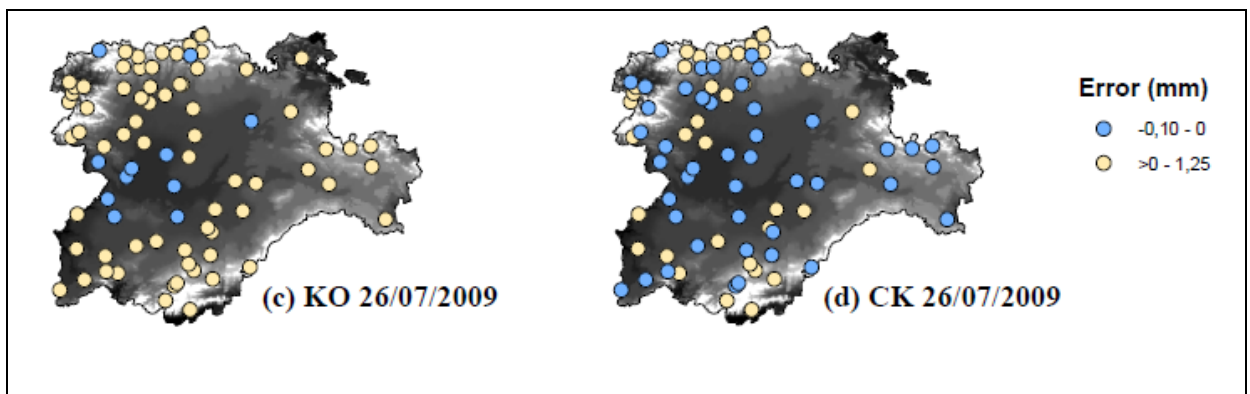 Error (mm)
-0,10 - 0
>0 - 1,25
(c) KO 26/07/2009
(d) CK 26/07/2009